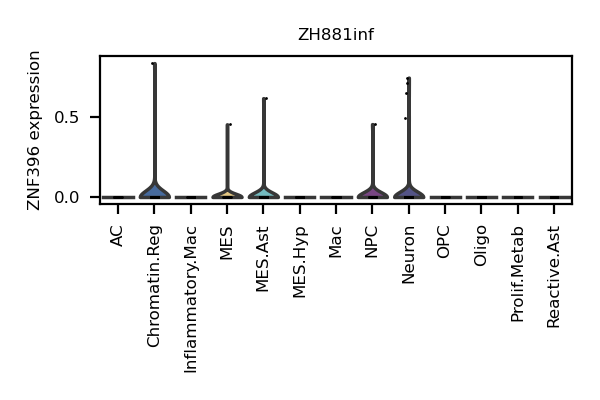 ZH881inf
ZNF396 expression
0.5
0.0
AC
Chromatin.Reg
Inflammatory.Mac
MES
MES.Ast
MES.Hyp
Mac
NPC
Neuron
OPC
Oligo
Prolif.Metab
Reactive.Ast